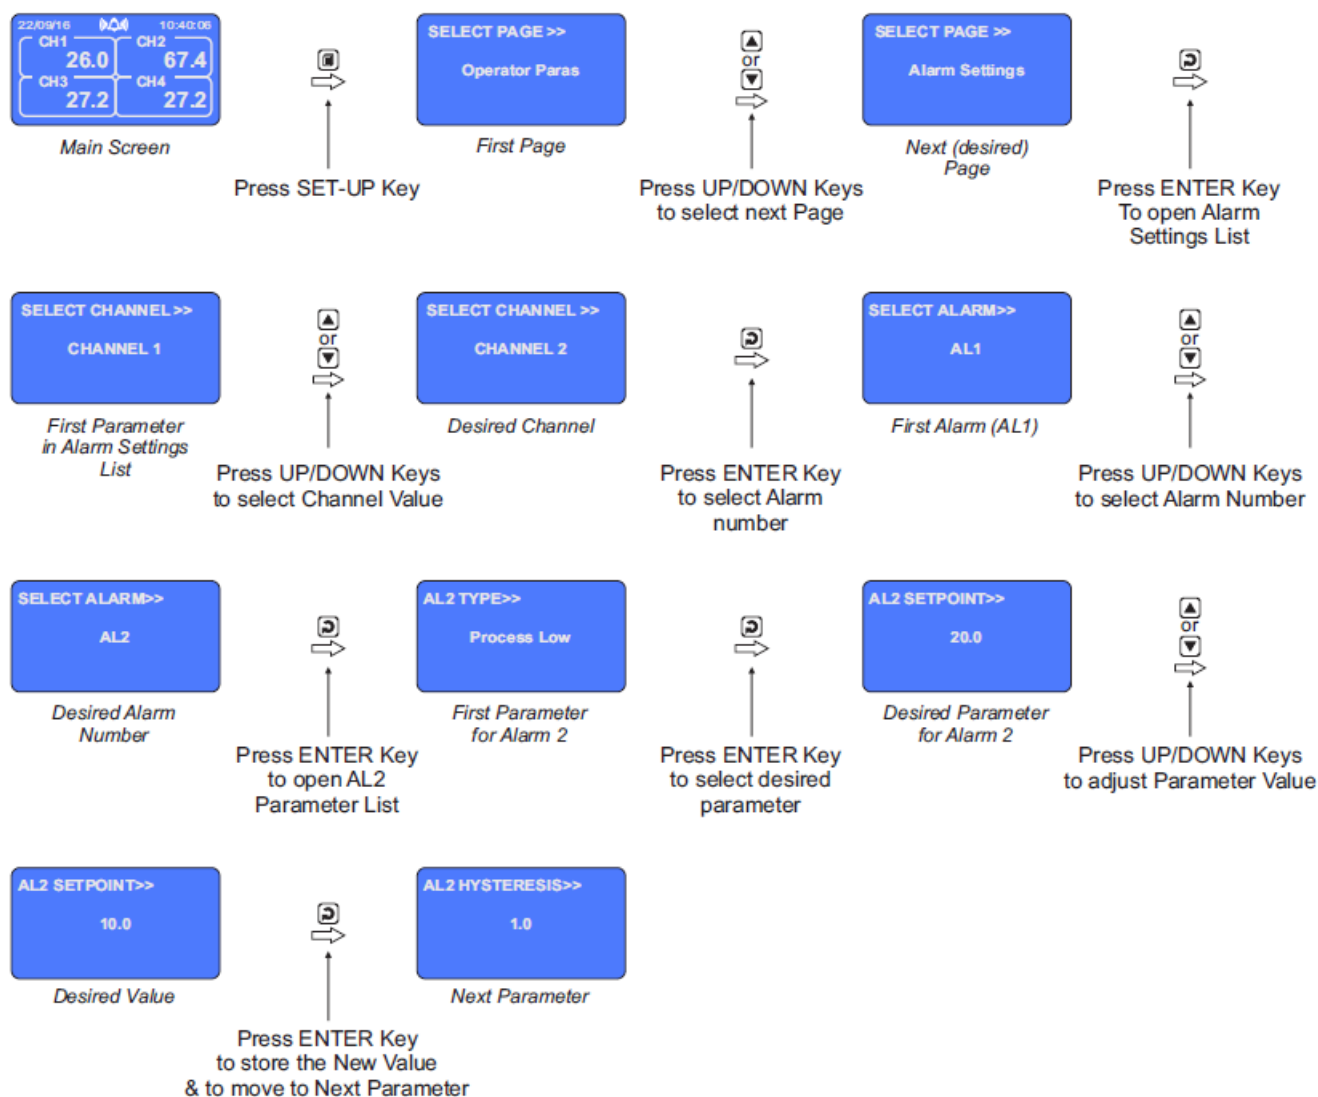 22/09/16 10:40:06
CH1 CH2
26.0 67.4
CH3 CH4
27.2 27.2
Main Screen
Press SET-UP Key
SELECT PAGE >>
Operator Paras
First Page
or
Press UP/DOWN Keys
to select next Page
SELECT PAGE >>
Alarm Settings
Next (desired)
Page
Press ENTER Key
To open Alarm
Settings List
SELECT CHANNEL >>
CHANNEL 1
First Parameter
in Alarm Settings
List
or
Press UP/DOWN Keys
to select Channel Value
SELECT CHANNEL >>
CHANNEL 2
Desired Channel
Press ENTER Key
to select Alarm
number
SELECT ALARM>>
AL1
First Alarm (AL1)
or
Press UP/DOWN Keys
to select Alarm Number
SELECT ALARM>>
AL2
Desired Alarm
Number
Press ENTER Key
to open AL2
Parameter List
AL2 TYPE>>
Process Low
First Parameter
for Alarm 2
Press ENTER Key
to select desired
parameter
AL2 SETPOINT>>
20.0
Desired Parameter
for Alarm 2
or
Press UP/DOWN Keys
to adjust Parameter Value
AL2 SETPOINT>>
10.0
Desired Value
Press ENTER Key
to store the New Value
& to move to Next Parameter
AL2 HYSTERESIS>>
1.0
Next Parameter